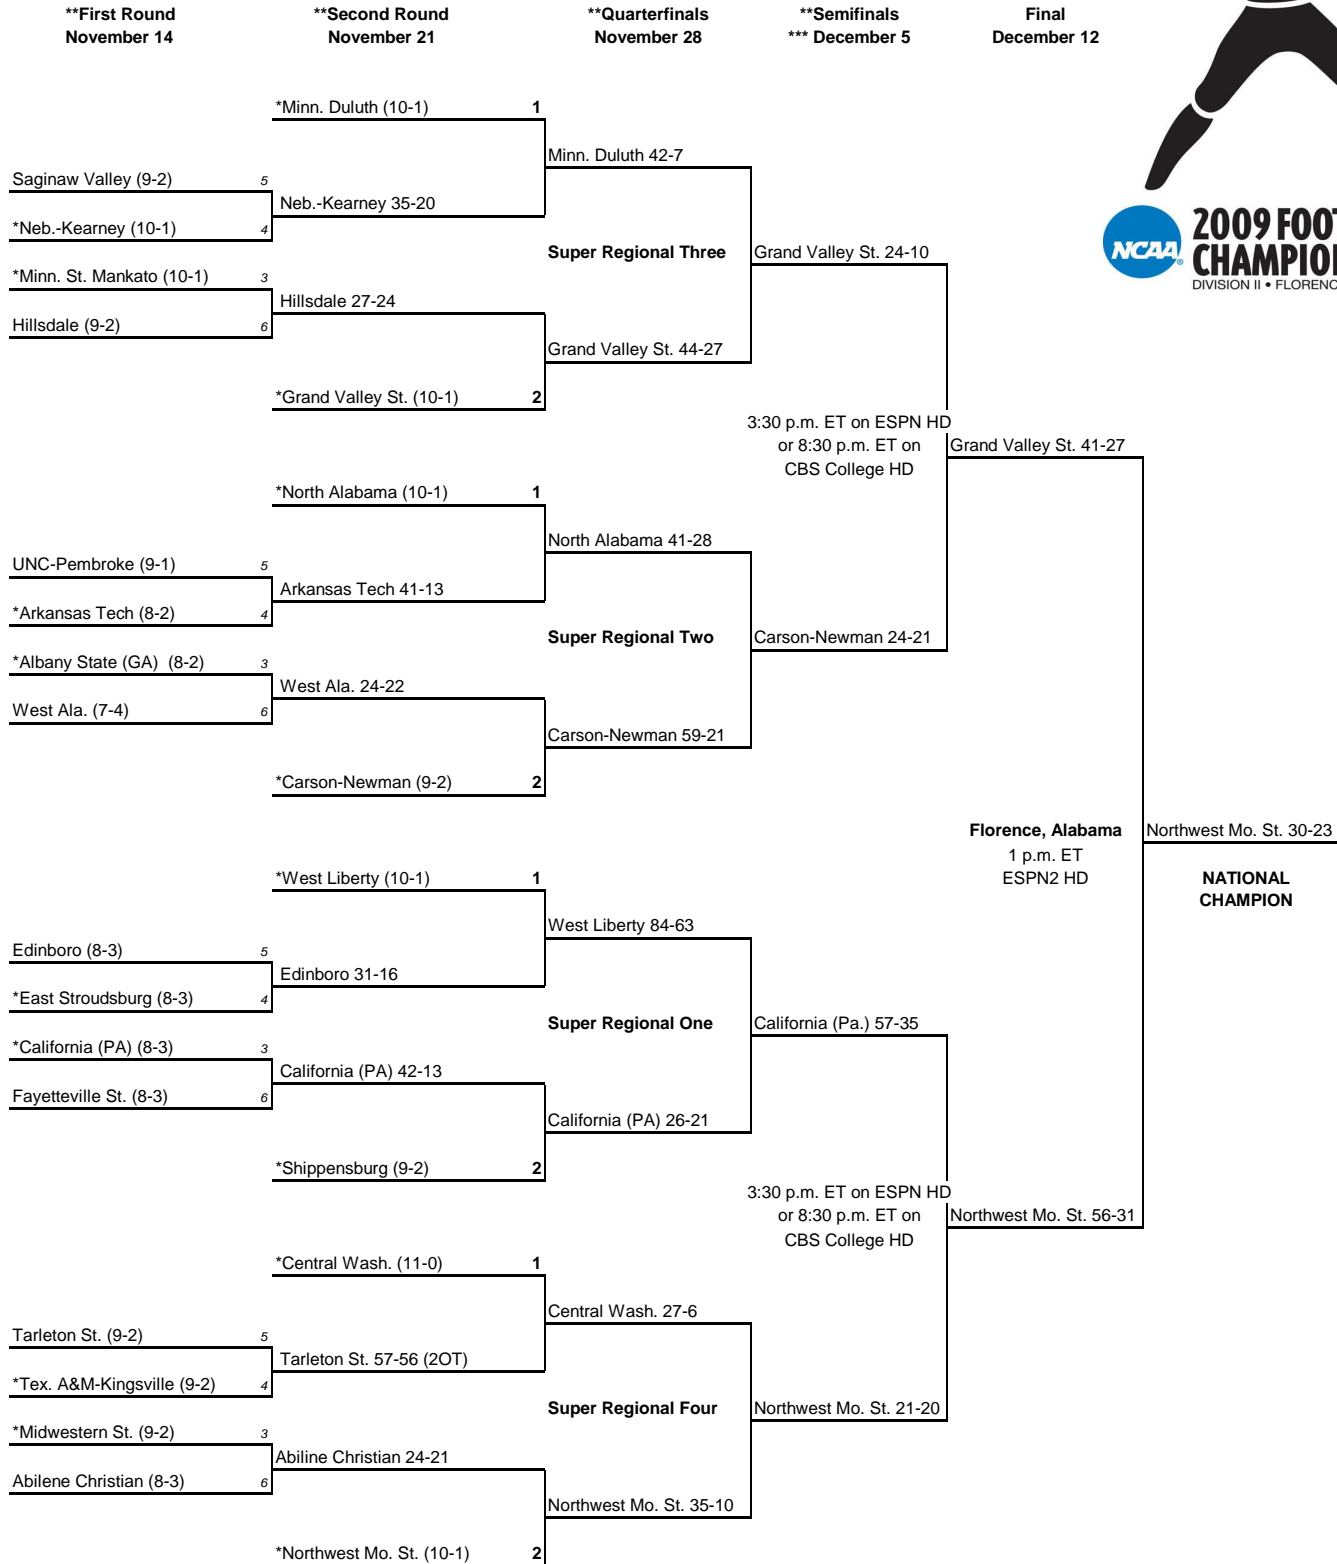 **First Round
November 14
**Second Round
November 21
**Quarterfinals
November 28
**Semifinals
*** December 5
Final
December 12
NCAA
2009 FOOT
CHAMPION
DIVISION II • FLORENC
*Minn. Duluth (10-1) 1
Minn. Duluth 42-7
Saginaw Valley (9-2) 5
Neb.-Kearney 35-20
*Neb.-Kearney (10-1) 4
Super Regional Three
Grand Valley St. 24-10
*Minn. St. Mankato (10-1) 3
Hillsdale 27-24
Hillsdale (9-2) 6
Grand Valley St. 44-27
*Grand Valley St. (10-1) 2
3:30 p.m. ET on ESPN HD
or 8:30 p.m. ET on
CBS College HD
Grand Valley St. 41-27
*North Alabama (10-1) 1
North Alabama 41-28
UNC-Pembroke (9-1) 5
Arkansas Tech 41-13
*Arkansas Tech (8-2) 4
Super Regional Two
Carson-Newman 24-21
*Albany State (GA) (8-2) 3
West Ala. 24-22
West Ala. (7-4) 6
Carson-Newman 59-21
*Carson-Newman (9-2) 2
Florence, Alabama
1 p.m. ET
ESPN2 HD
Northwest Mo. St. 30-23
NATIONAL
CHAMPION
*West Liberty (10-1) 1
West Liberty 84-63
Edinboro (8-3) 5
Edinboro 31-16
*East Stroudsburg (8-3) 4
Super Regional One
California (Pa.) 57-35
*California (PA) (8-3) 3
California (PA) 42-13
Fayetteville St. (8-3) 6
California (PA) 26-21
*Shippensburg (9-2) 2
3:30 p.m. ET on ESPN HD
or 8:30 p.m. ET on
CBS College HD
Northwest Mo. St. 56-31
*Central Wash. (11-0) 1
Central Wash. 27-6
Tarleton St. (9-2) 5
Tarleton St. 57-56 (2OT)
*Tex. A&M-Kingsville (9-2) 4
Super Regional Four
Northwest Mo. St. 21-20
*Midwestern St. (9-2) 3
Abiline Christian 24-21
Abilene Christian (8-3) 6
Northwest Mo. St. 35-10
*Northwest Mo. St. (10-1) 2